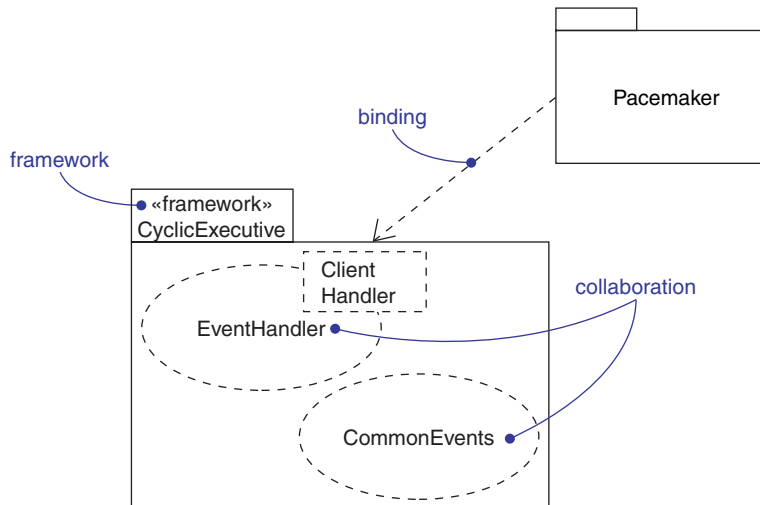 Pacemaker
binding
framework
«framework»
CyclicExecutive
Client
Handler
collaboration
EventHandler
CommonEvents